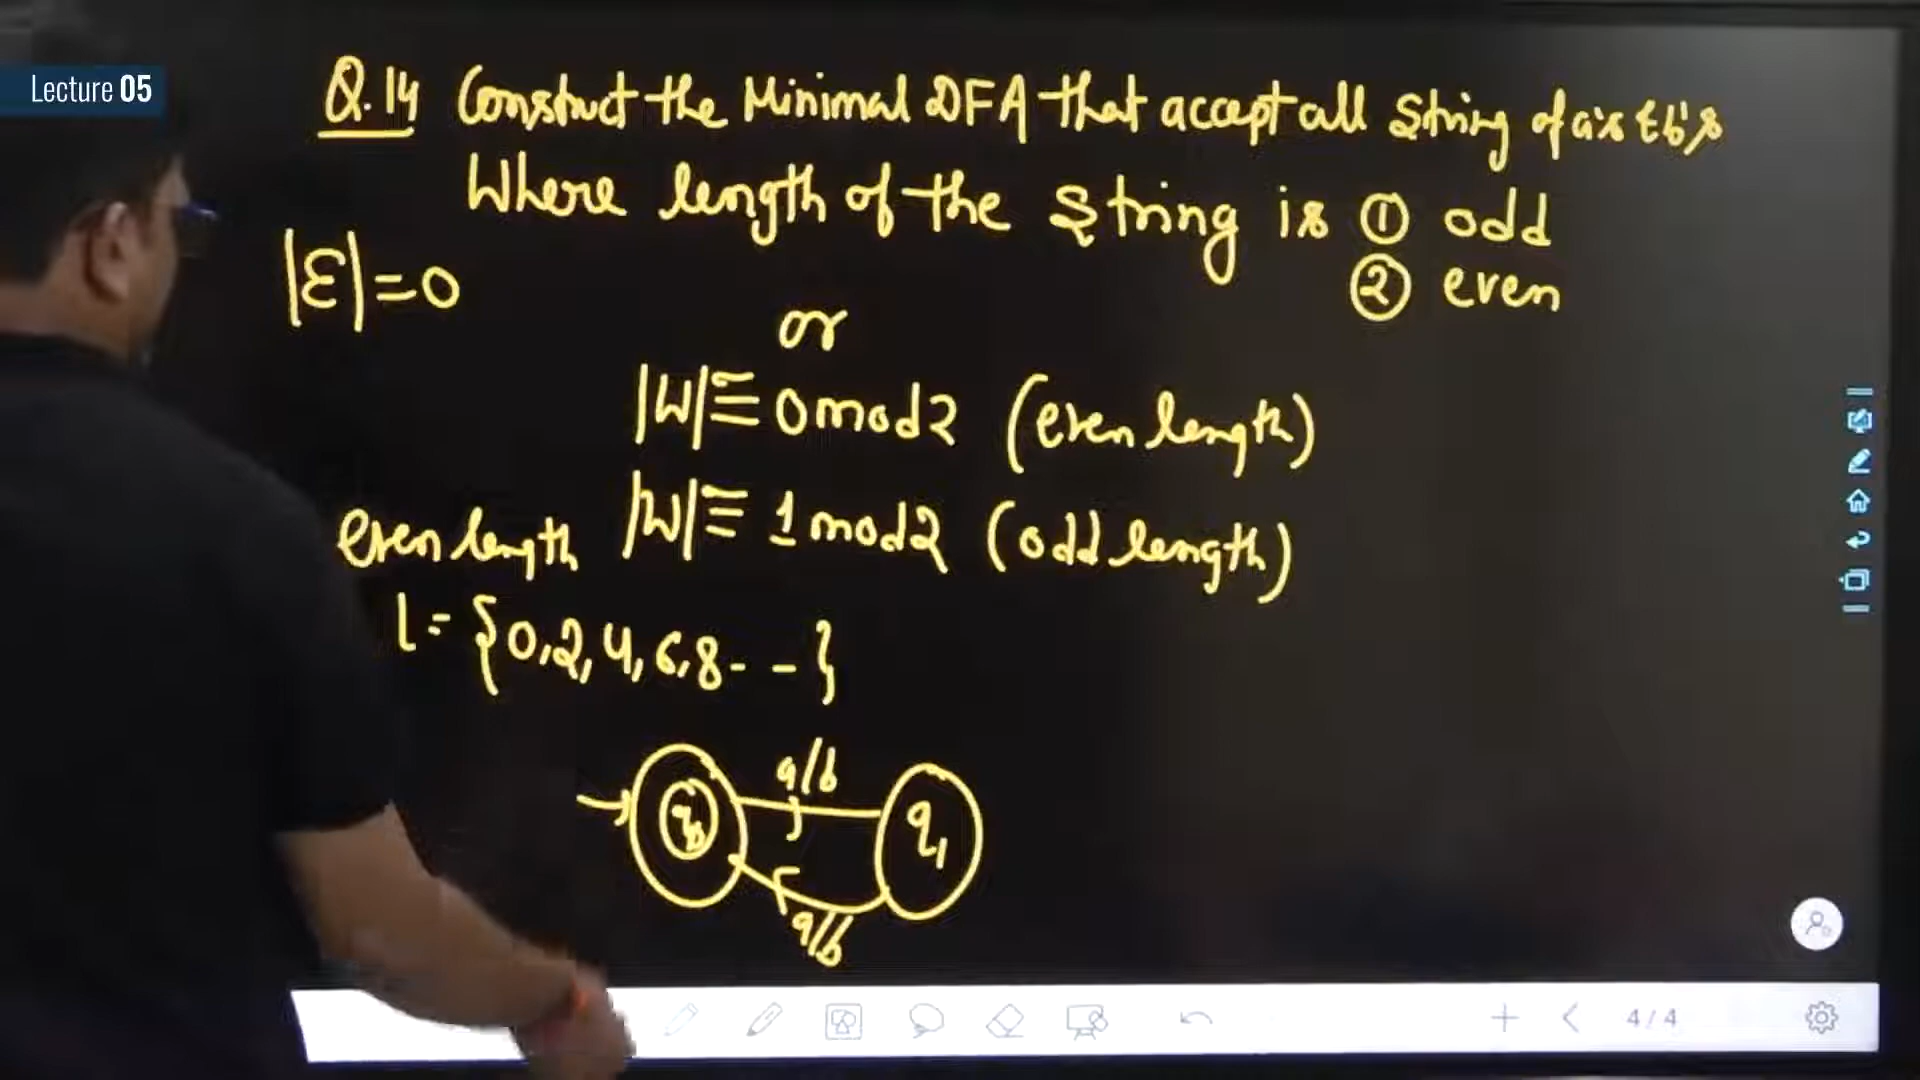 Lecture 05
Q.14 Construct the Minimal DFA that accept all String of a's & b's
Where length of the String is ① odd
② even
|ε|=0
or
|W| ≡ 0 mod 2 (even length)
|W| ≡ 1 mod 2 (odd length)
even length
l = {0, 2, 4, 6, 8 - - }
a/b
q0 q1
a/b
4 / 4